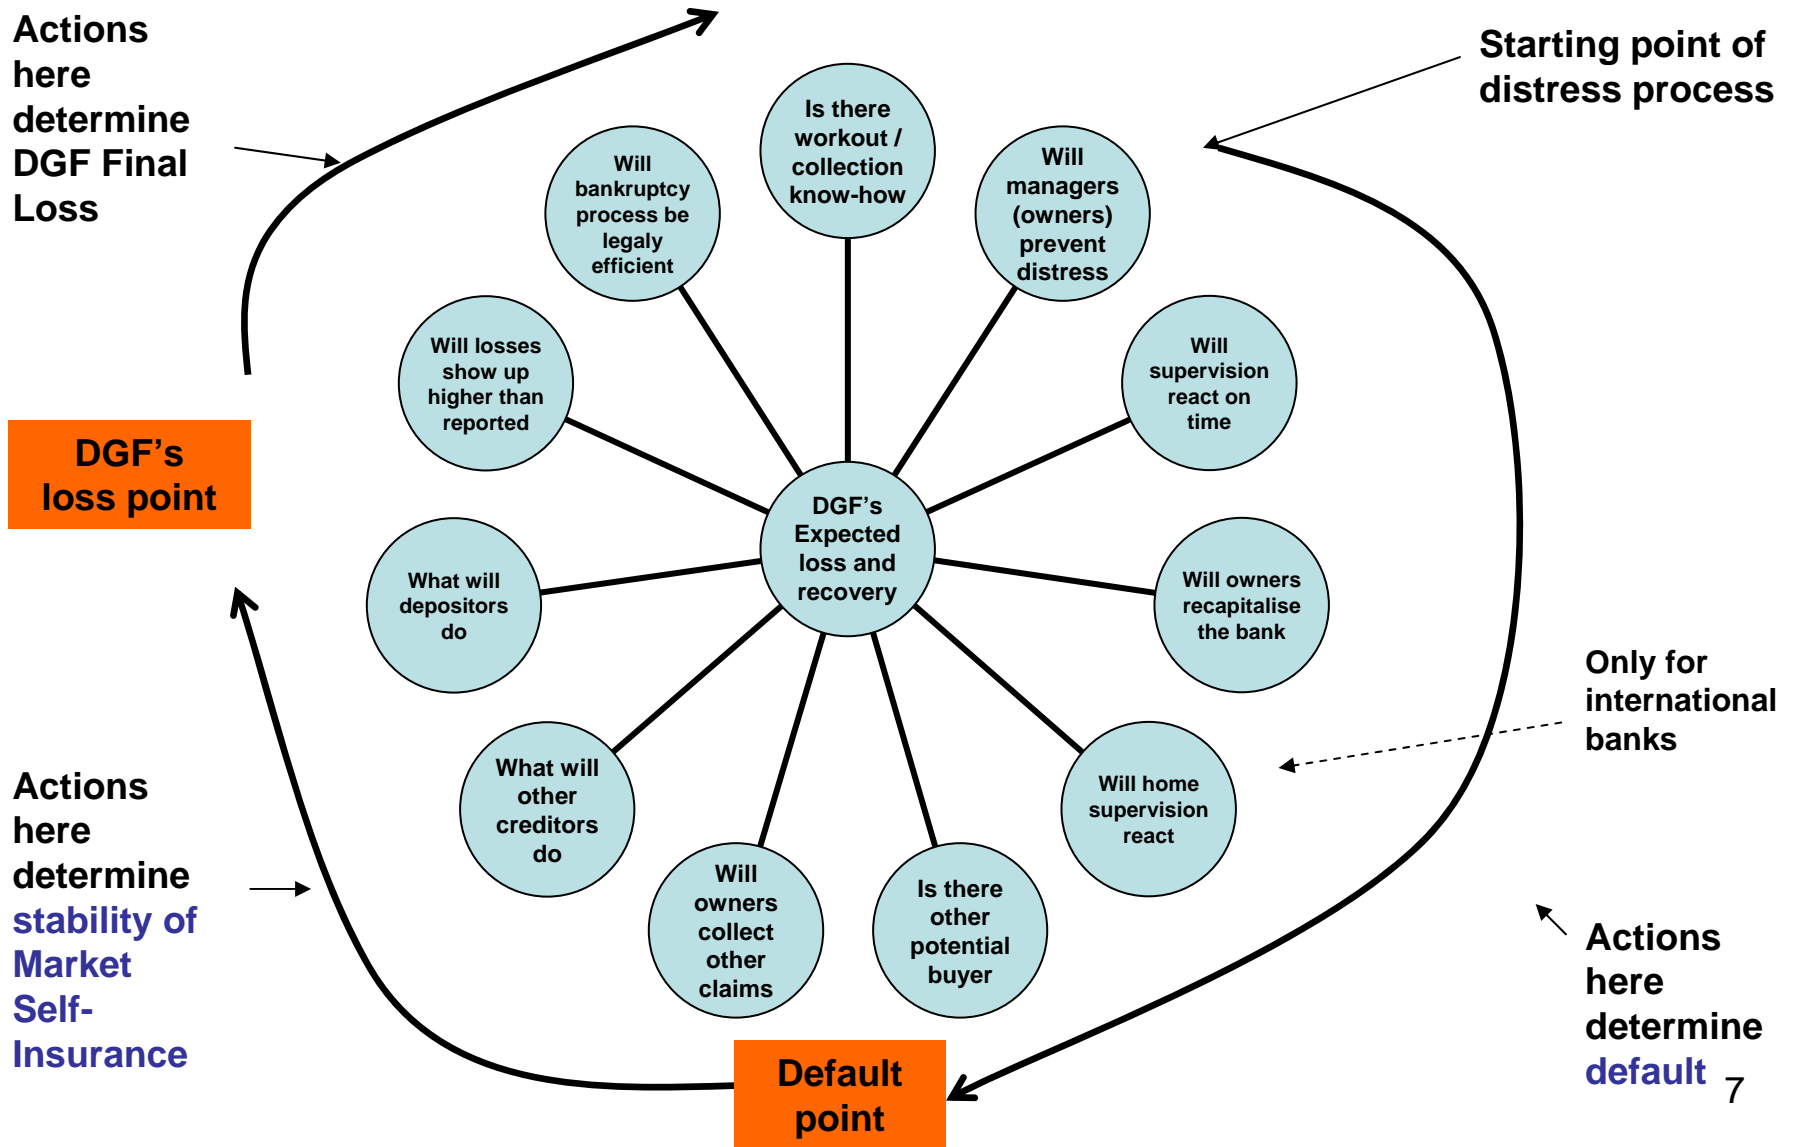 Actions
here
determine
DGF Final
Loss
Starting point of
distress process
Is there
workout /
collection
know-how
Will
managers
(owners)
prevent
distress
Will
supervision
react on
time
Will owners
recapitalise
the bank
Only for
international
banks
Will home
supervision
react
Is there
other
potential
buyer
Will
owners
collect
other
claims
What will
other
creditors
do
What will
depositors
do
Will losses
show up
higher than
reported
Will
bankruptcy
process be
legaly
efficient
DGF's
Expected
loss and
recovery
DGF's
loss point
Actions
here
determine
stability of
Market
Self-
Insurance
Default
point
Actions
here
determine
default
7